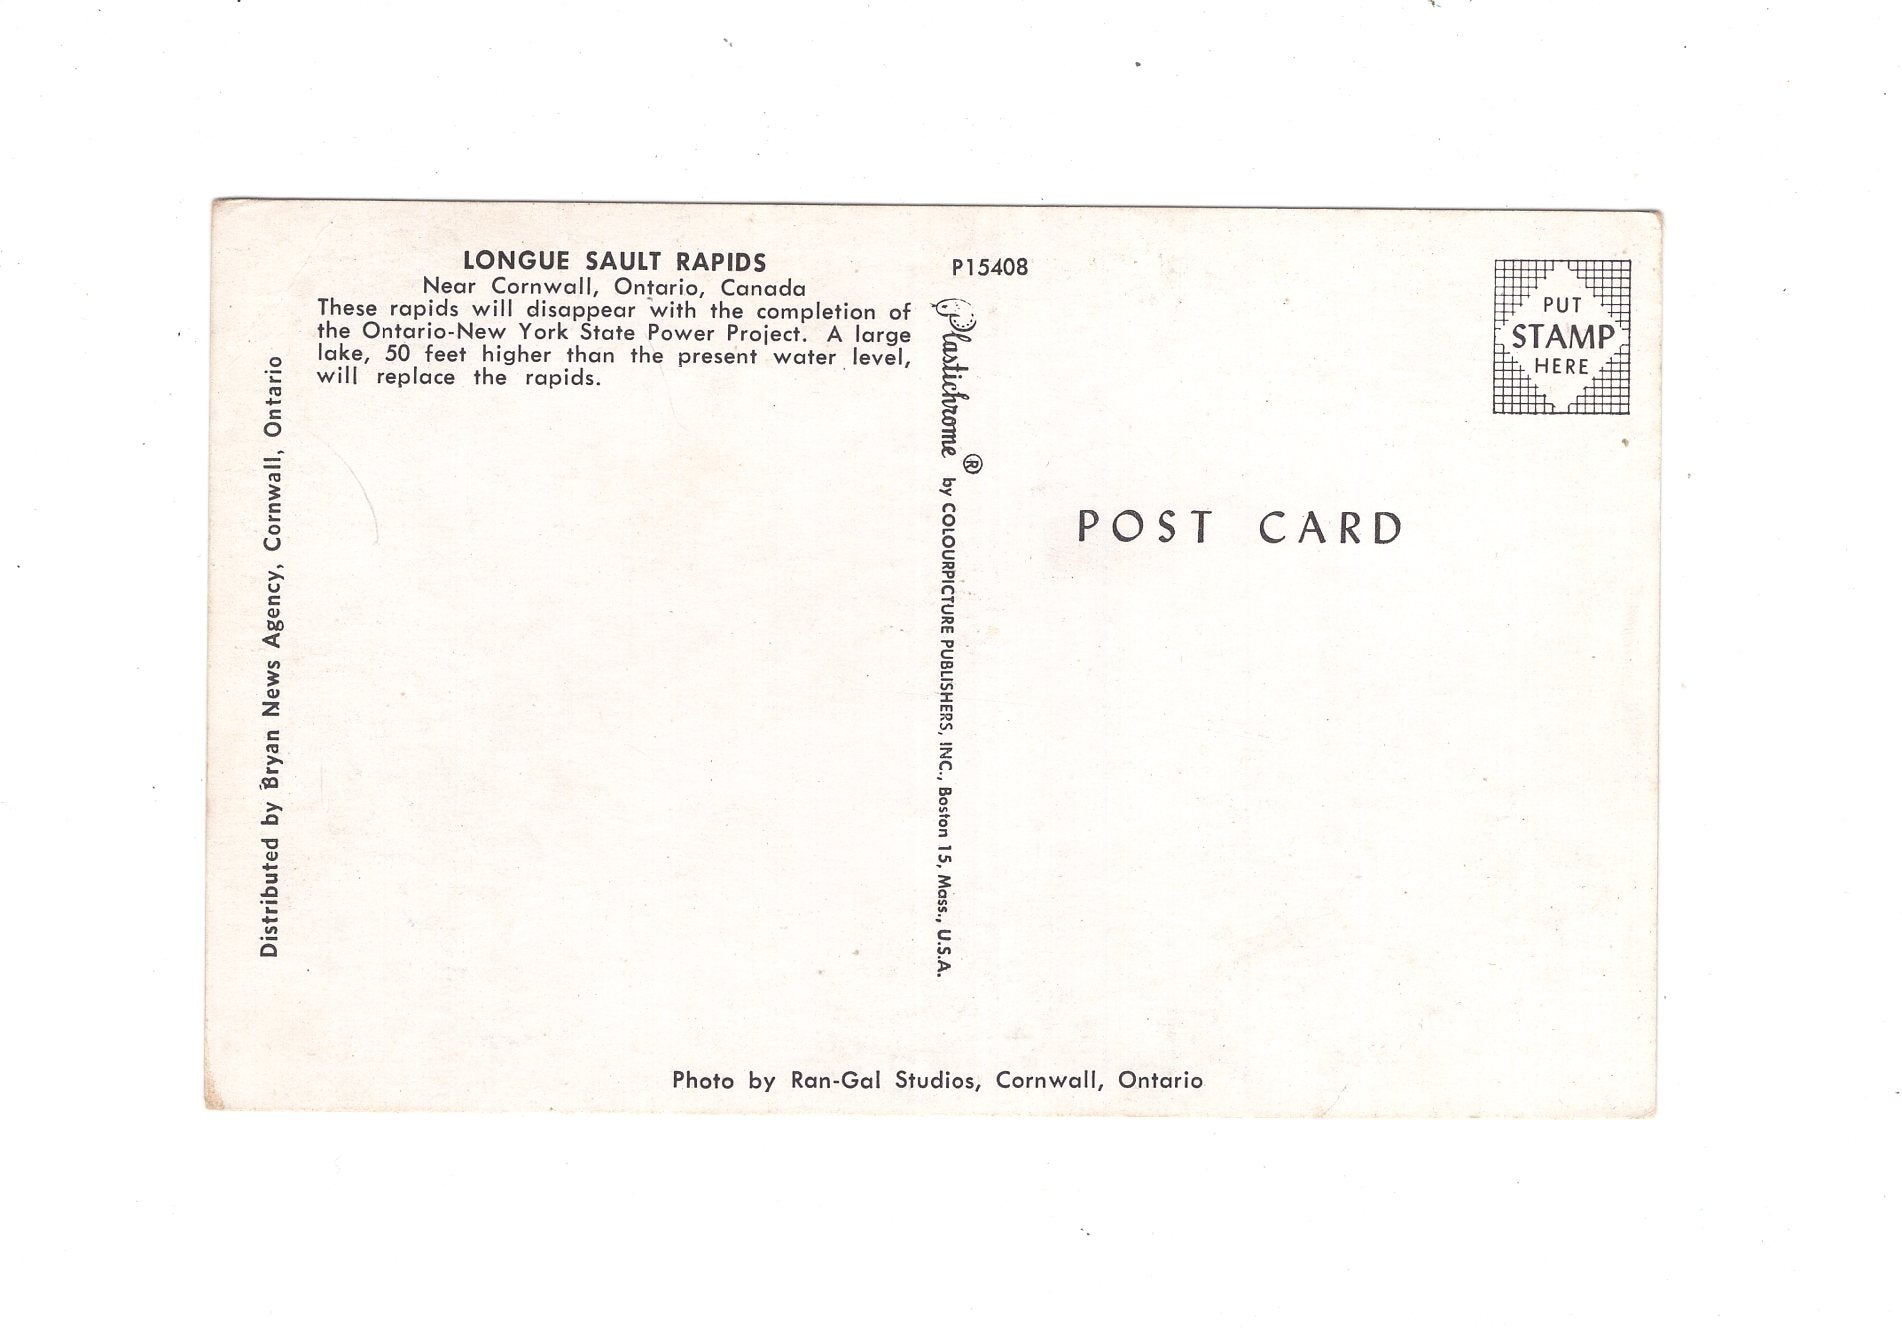 LONGUE SAULT RAPIDS
Near Cornwall, Ontario, Canada
These rapids will disappear with the completion of
the Ontario-New York State Power Project. A large
lake, 50 feet higher than the present water level,
will replace the rapids.
Distributed by Bryan News Agency, Cornwall, Ontario
P15408
Plastichrome ® by COLOURPICTURE PUBLISHERS, INC., Boston 15, Mass., U.S.A.
PUT
STAMP
HERE
POST CARD
Photo by Ran-Gal Studios, Cornwall, Ontario